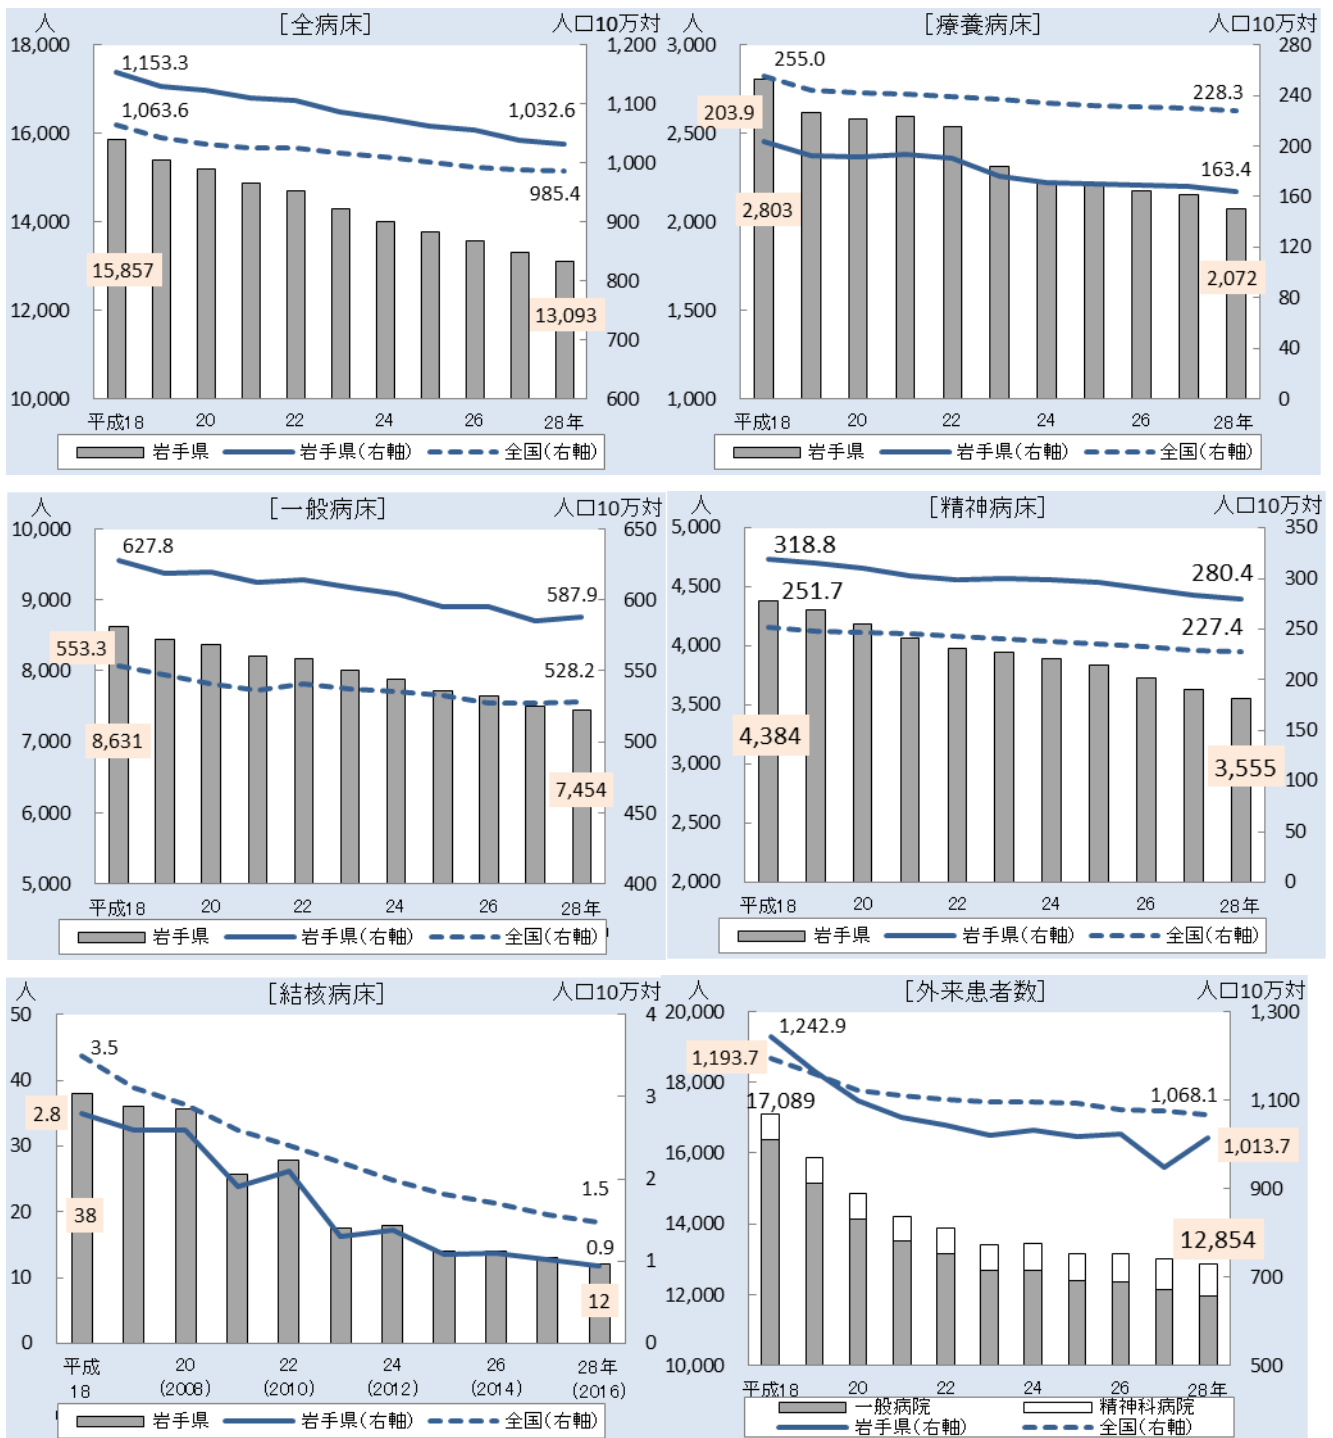 人 [全病床] 人口10万対
18,000 1,200
1,153.3
1,063.6 1,100
1,032.6
16,000
1,000
985.4
14,000 900
15,857 800
12,000 13,093
700
10,000 600
平成18 20 22 24 26 28年
岩手県 岩手県(右軸) 全国(右軸)
人 [療養病床] 人口10万対
3,000 280
255.0
240
228.3
203.9
2,500 200
163.4
160
2,803
2,000
120
2,072
1,500 80
40
1,000 0
平成18 20 22 24 26 28年
岩手県 岩手県(右軸) 全国(右軸)
人 [一般病床] 人口10万対
10,000 650
627.8
9,000 587.9 600
553.3
8,000 528.2 550
8,631
7,000 500
7,454
6,000 450
5,000 400
平成18 20 22 24 26 28年
岩手県 岩手県(右軸) 全国(右軸)
人 [精神病床] 人口10万対
5,000 350
318.8
4,500 251.7 280.4 300
4,000 227.4 250
3,500 200
4,384
3,000 3,555 150
100
2,500 50
2,000 0
平成18 20 22 24 26 28年
岩手県 岩手県(右軸) 全国(右軸)
人 [結核病床] 人口10万対
50 4
3.5
40
2.8 3
30
2
1.5
20 38
0.9
1
10 12
0 0
平成 20 22 24 26 28年
18 (2008) (2010) (2012) (2014) (2016)
岩手県 岩手県(右軸) 全国(右軸)
人 [外来患者数] 人口10万対
20,000 1,300
1,242.9
1,193.7
18,000 1,068.1 1,100
17,089
16,000 1,013.7
900
14,000 12,854
700
12,000
10,000 500
平成18 20 22 24 26 28年
一般病院 精神科病院
岩手県(右軸) 全国(右軸)